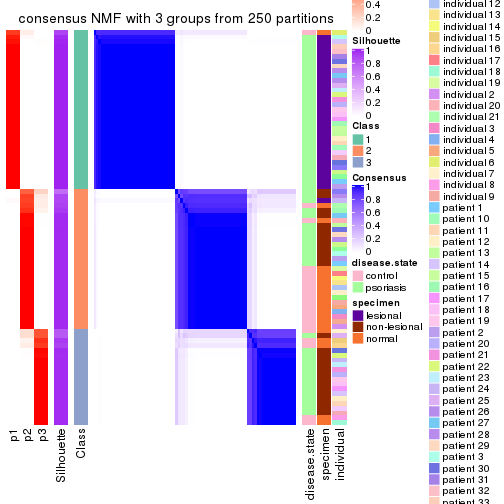 consensus NMF with 3 groups from 250 partitions
p1
p2
p3
Silhouette
Class
disease.state
specimen
individual
0.4
0.2
0
Silhouette
1
0.8
0.6
0.4
0.2
0
Class
1
2
3
Consensus
1
0.8
0.6
0.4
0.2
0
disease.state
control
psoriasis
specimen
lesional
non-lesional
normal
individual 12
individual 13
individual 14
individual 15
individual 16
individual 17
individual 18
individual 19
individual 2
individual 20
individual 21
individual 3
individual 4
individual 5
individual 6
individual 7
individual 8
individual 9
patient 1
patient 10
patient 11
patient 12
patient 13
patient 14
patient 15
patient 16
patient 17
patient 18
patient 19
patient 2
patient 20
patient 21
patient 22
patient 23
patient 24
patient 25
patient 26
patient 27
patient 28
patient 29
patient 3
patient 30
patient 31
patient 32
patient 33